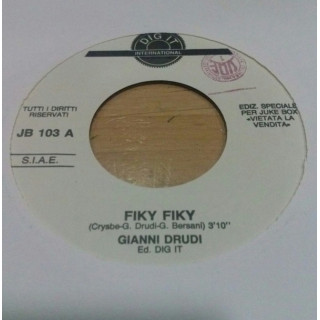 DIG IT
INTERNATIONAL
TUTTI I DIRITTI
RISERVATI
JB 103 A
S.I.A.E.
EDIZ. SPECIALE
PER JUKE BOX
«VIETATA LA
VENDITA»
FIKY FIKY
(Crysbe-G. Drudi-G. Bersani) 3'10"
GIANNI DRUDI
Ed. DIG IT